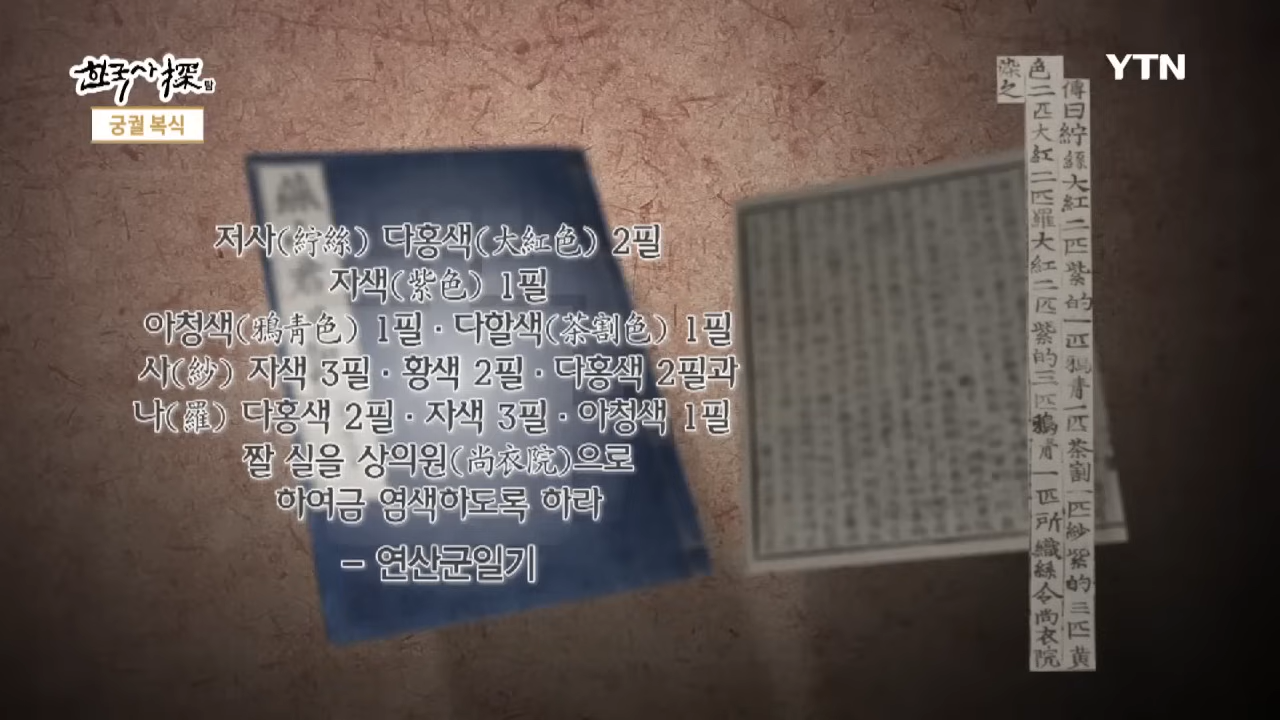 한국사探탐
궁궐 복식
YTN
저사(紵絲) 다홍색(大紅色) 2필
자색(紫色) 1필
아청색(鴉靑色) 1필 · 다할색(茶割色) 1필
사(紗) 자색 3필 · 황색 2필 · 다홍색 2필과
나(羅) 다홍색 2필 · 자색 3필 · 아청색 1필
짤 실을 상의원(尚衣院)으로
하여금 염색하도록 하라
– 연산군일기
傳曰紵絲大紅二匹紫的一匹鴉靑一匹茶割一匹紗紫的三匹黃
色二匹大紅二匹羅大紅二匹紫的三匹鴉靑一匹所織絲令尚衣院
染之